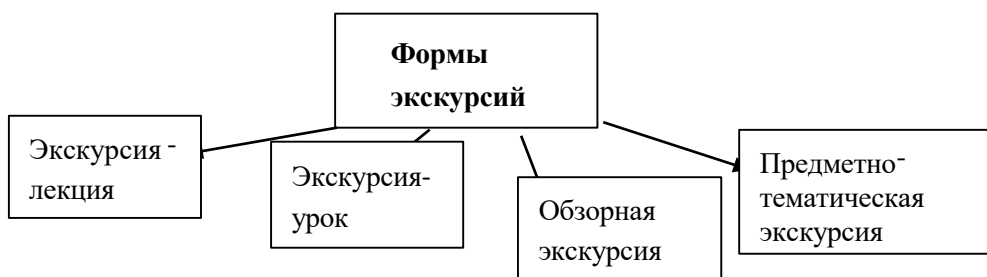 Формы
экскурсий
Экскурсия -
лекция
Экскурсия-
урок
Обзорная
экскурсия
Предметно-
тематическая
экскурсия